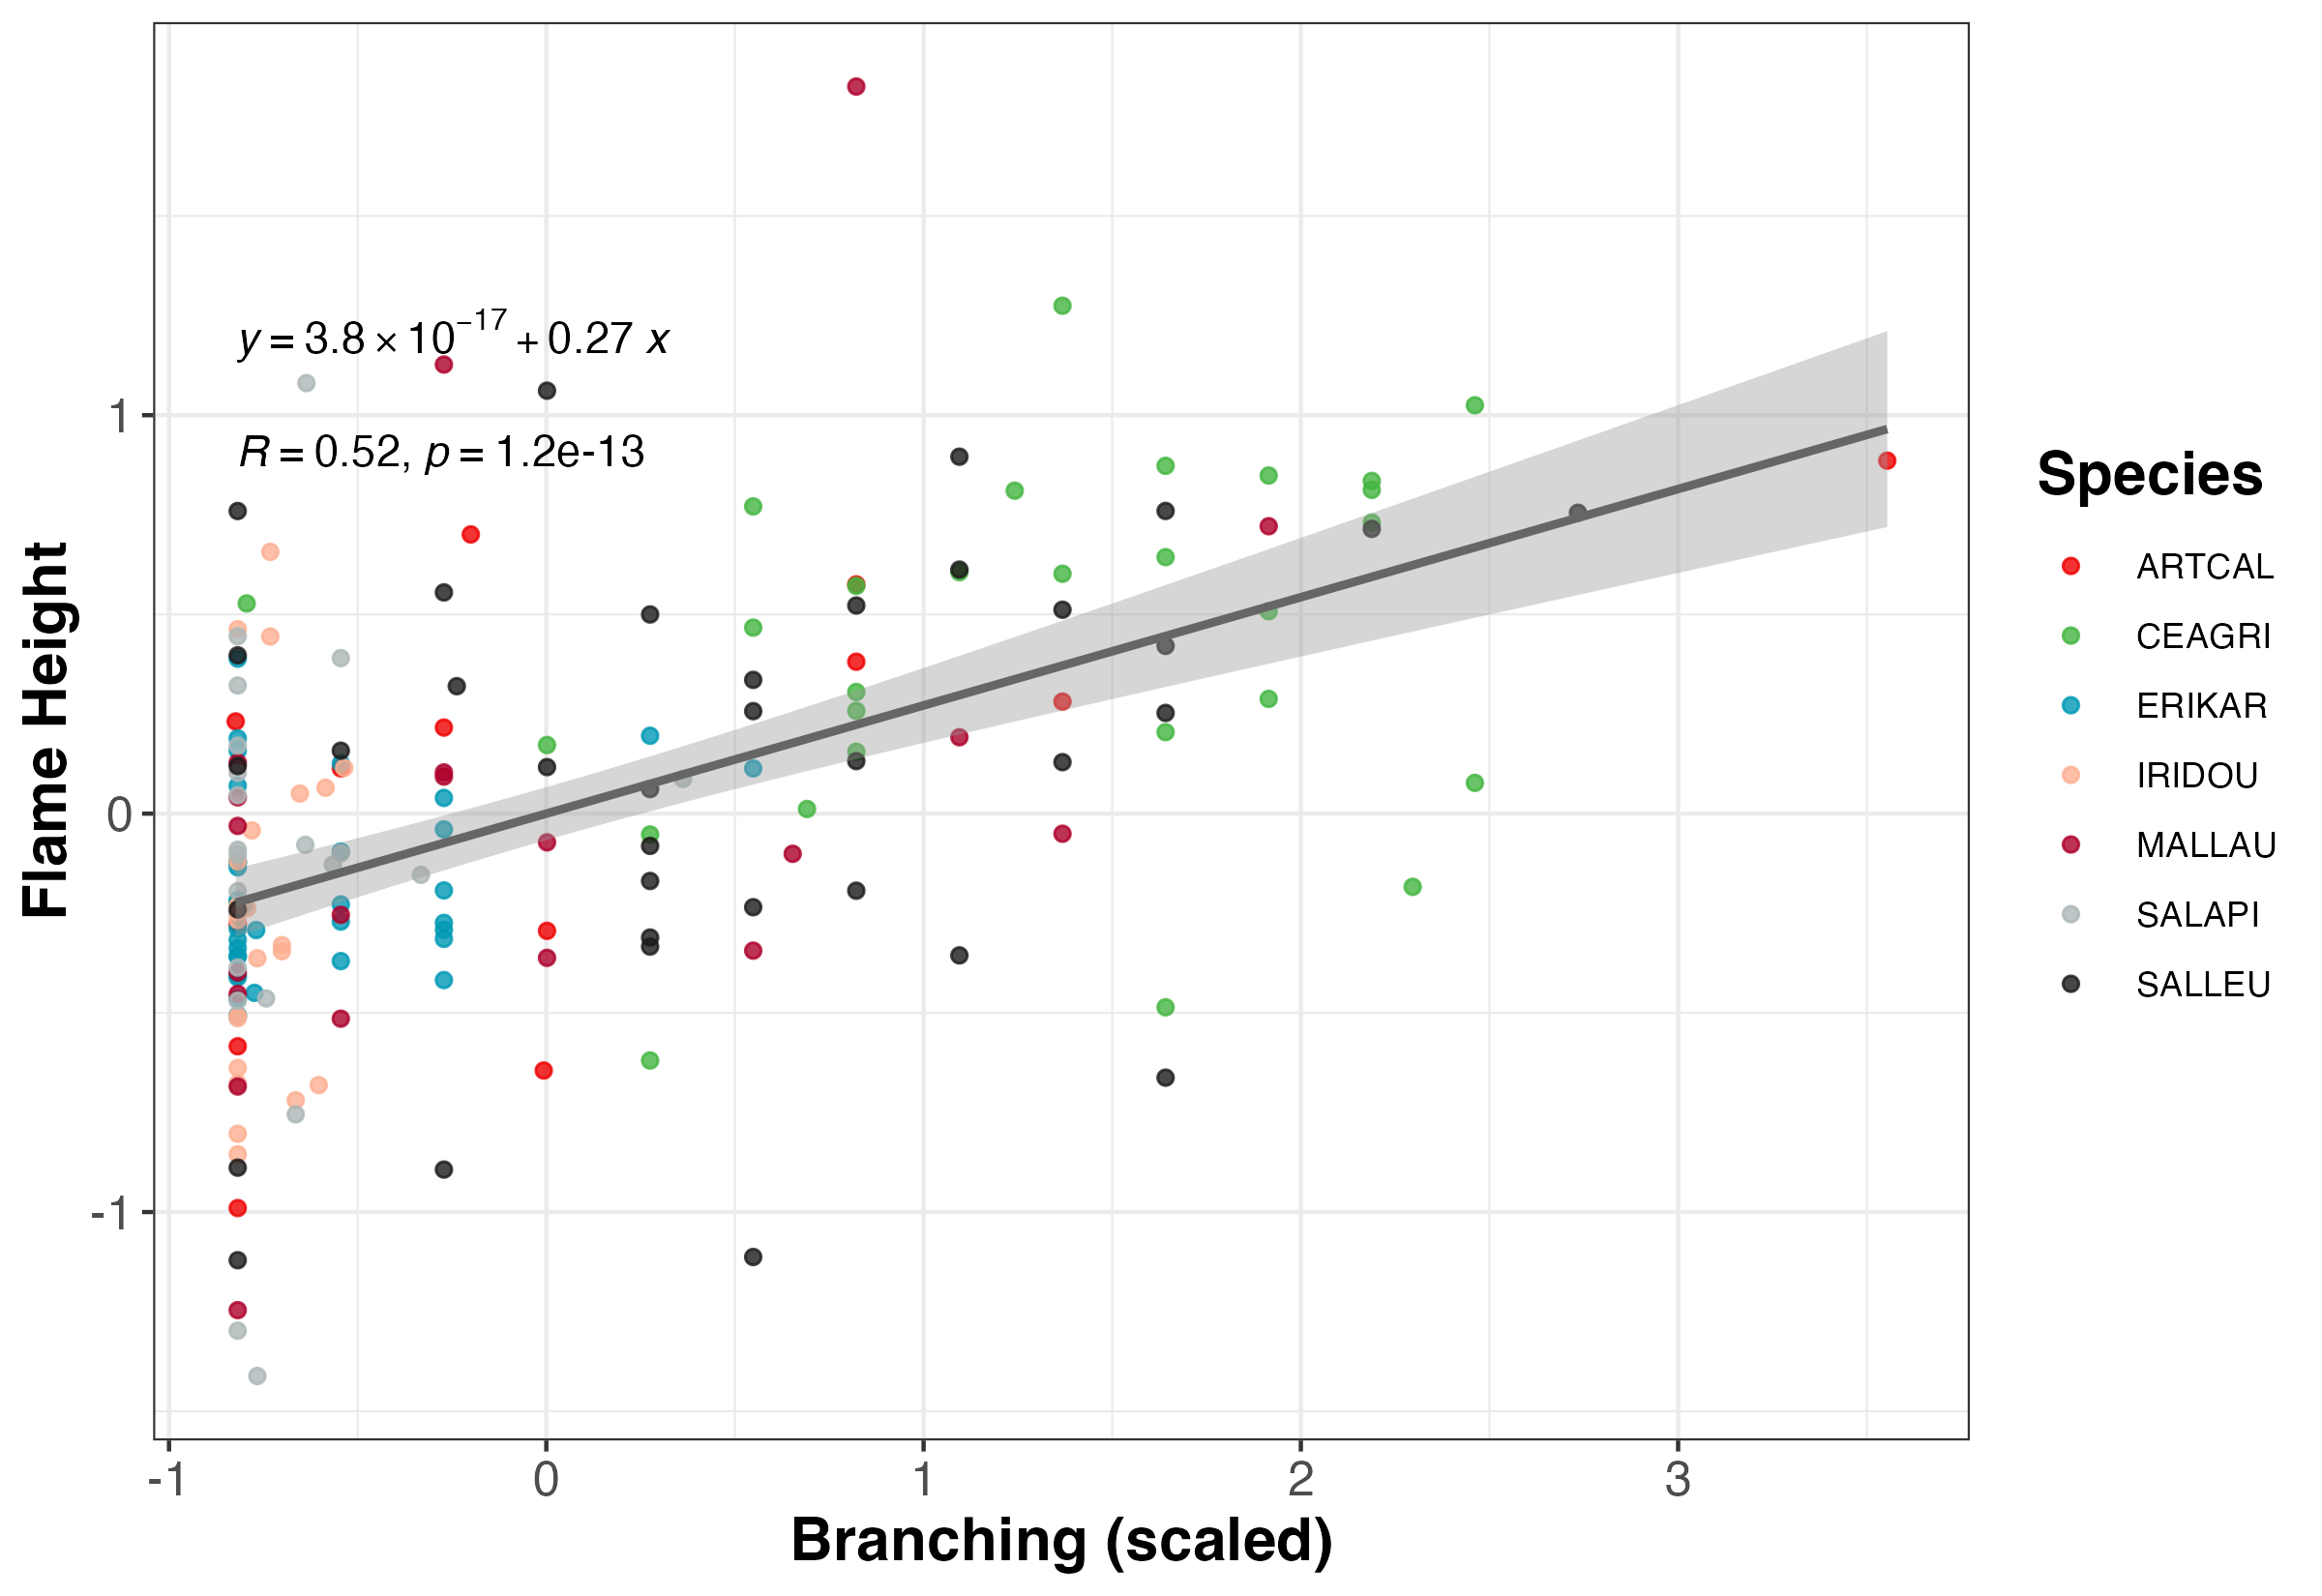 y = 3.8 × 10⁻¹⁷ + 0.27 x
R = 0.52, p = 1.2e-13
1
0
-1
-1 0 1 2 3
Flame Height
Branching (scaled)
Species
ARTCAL
CEAGRI
ERIKAR
IRIDOU
MALLAU
SALAPI
SALLEU